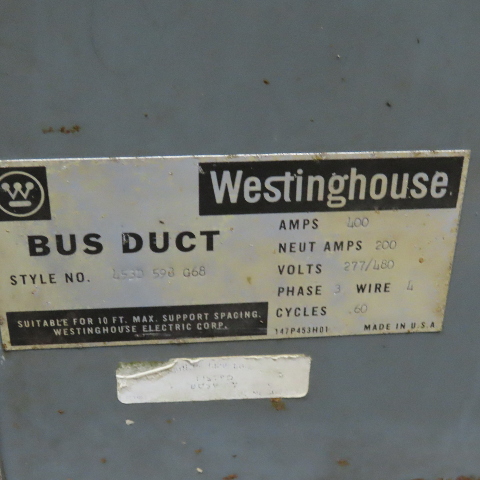 W Westinghouse
BUS DUCT
STYLE NO. G68
SUITABLE FOR 10 FT. MAX. SUPPORT SPACING.
WESTINGHOUSE ELECTRIC CORP.
AMPS 400
NEUT AMPS 200
VOLTS 277/480
PHASE 3 WIRE 4
CYCLES 60
147P453H01 MADE IN U.S.A